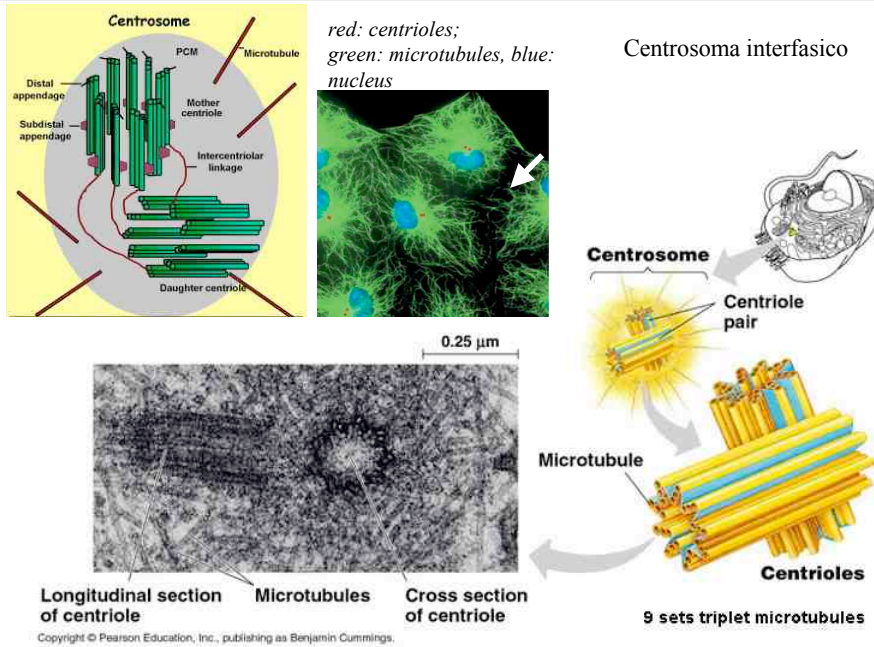 Centrosome
PCM
Microtubule
Distal
appendage
Mother
centriole
Subdistal
appendage
Intercentriolar
linkage
Daughter centriole
red: centrioles;
green: microtubules, blue:
nucleus
Centrosoma interfasico
Centrosome
Centriole
pair
Microtubule
Centrioles
9 sets triplet microtubules
0.25 µm
Longitudinal section
of centriole
Microtubules
Cross section
of centriole
Copyright © Pearson Education, Inc., publishing as Benjamin Cummings.